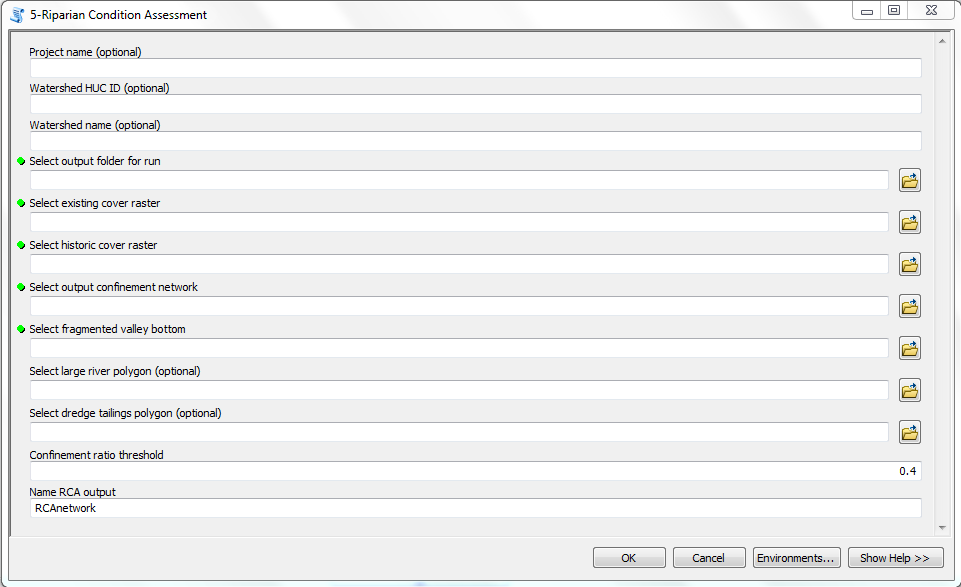 5-Riparian Condition Assessment
Project name (optional)
Watershed HUC ID (optional)
Watershed name (optional)
Select output folder for run
Select existing cover raster
Select historic cover raster
Select output confinement network
Select fragmented valley bottom
Select large river polygon (optional)
Select dredge tailings polygon (optional)
Confinement ratio threshold
0.4
Name RCA output
RCAnetwork
OK Cancel Environments... Show Help >>